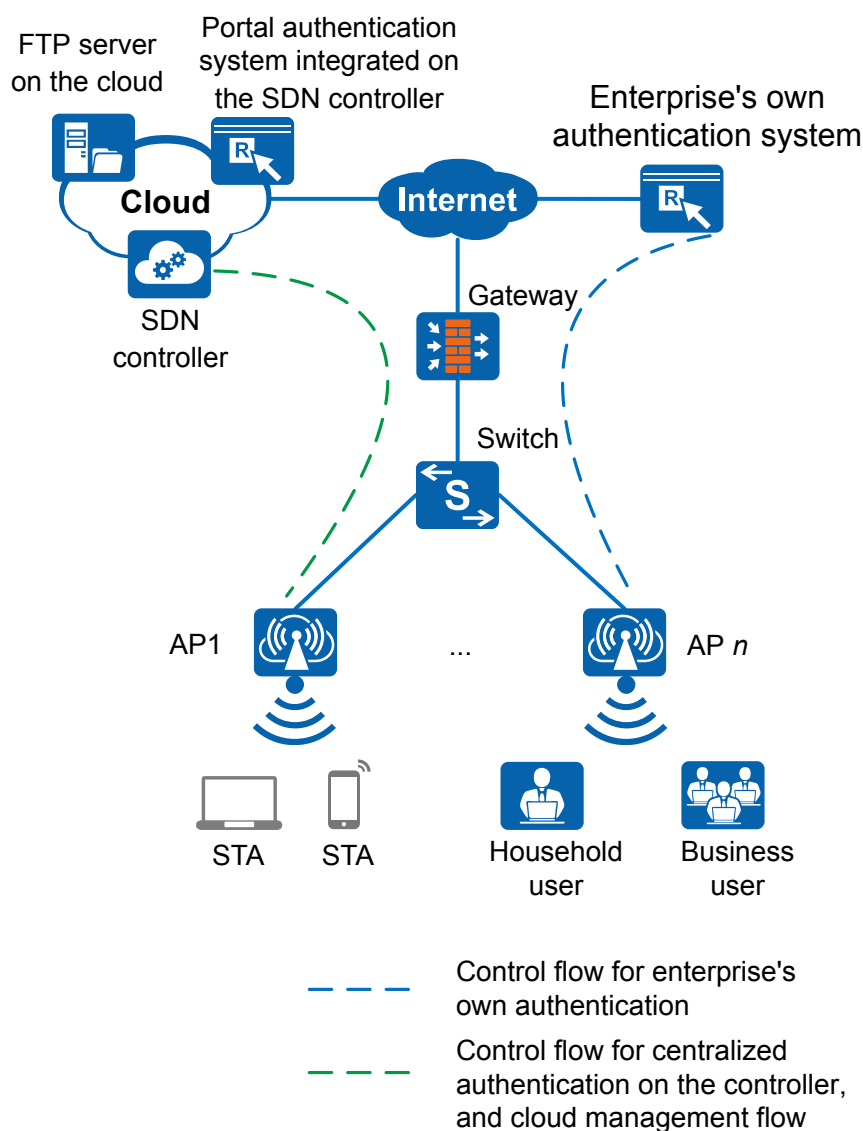 FTP server
on the cloud
Portal authentication
system integrated on
the SDN controller
Enterprise's own
authentication system
R
R
Cloud
Internet
SDN
controller
Gateway
Switch
S
AP1
...
AP n
STA
STA
Household
user
Business
user
Control flow for enterprise's
own authentication
Control flow for centralized
authentication on the controller,
and cloud management flow